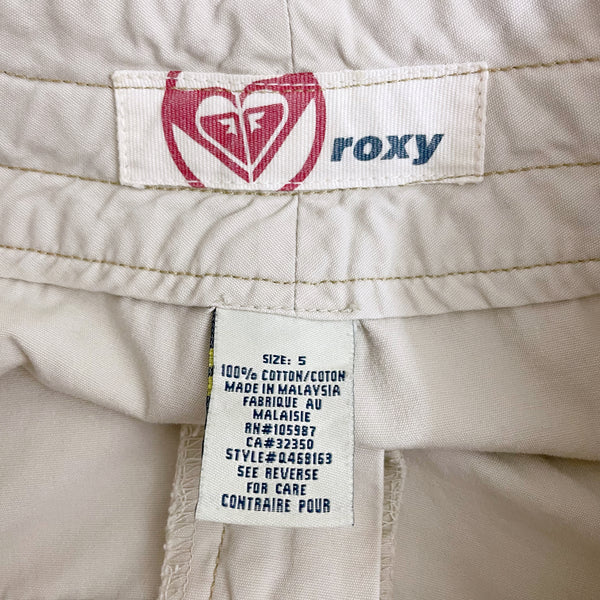 roxy
SIZE: 5
100% COTTON/COTON
MADE IN MALAYSIA
FABRIQUE AU
MALAISIE
RN#105987
CA#32350
STYLE#Q468163
SEE REVERSE
FOR CARE
CONTRAIRE POUR